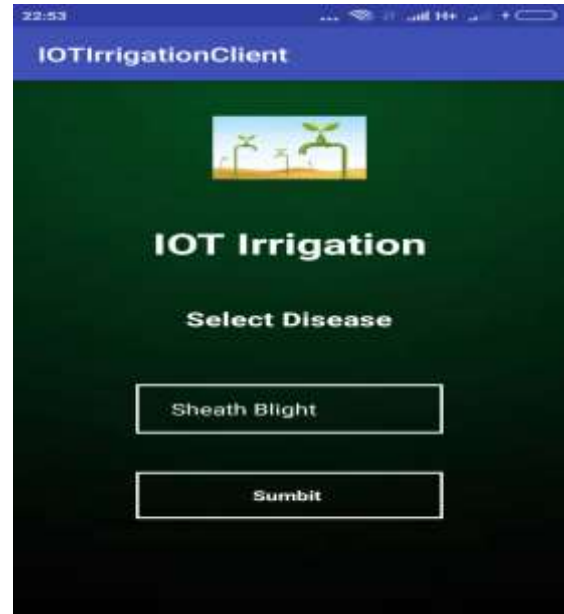 22:53
... H+
IOTIrrigationClient
IOT Irrigation
Select Disease
Sheath Blight
Sumbit